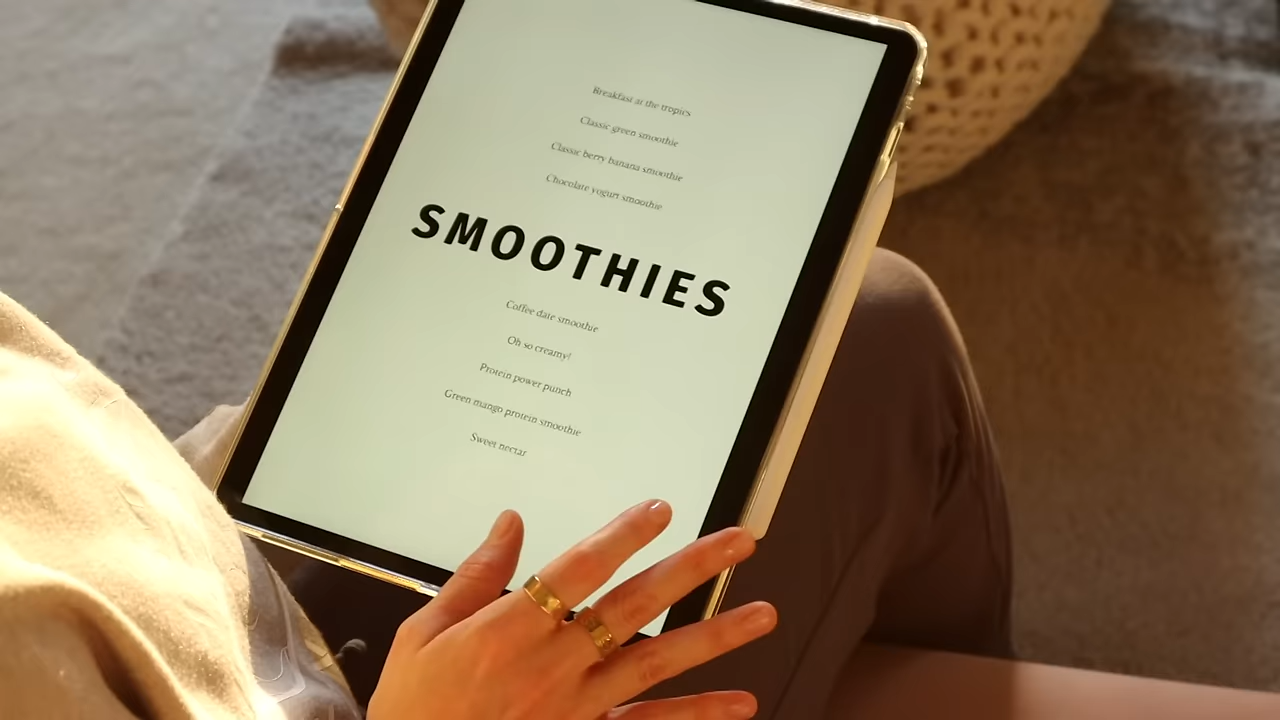 Breakfast at the tropics
Classic green smoothie
Classic berry banana smoothie
Chocolate yogurt smoothie
SMOOTHIES
Coffee date smoothie
Oh so creamy!
Protein power punch
Green mango protein smoothie
Sweet nectar